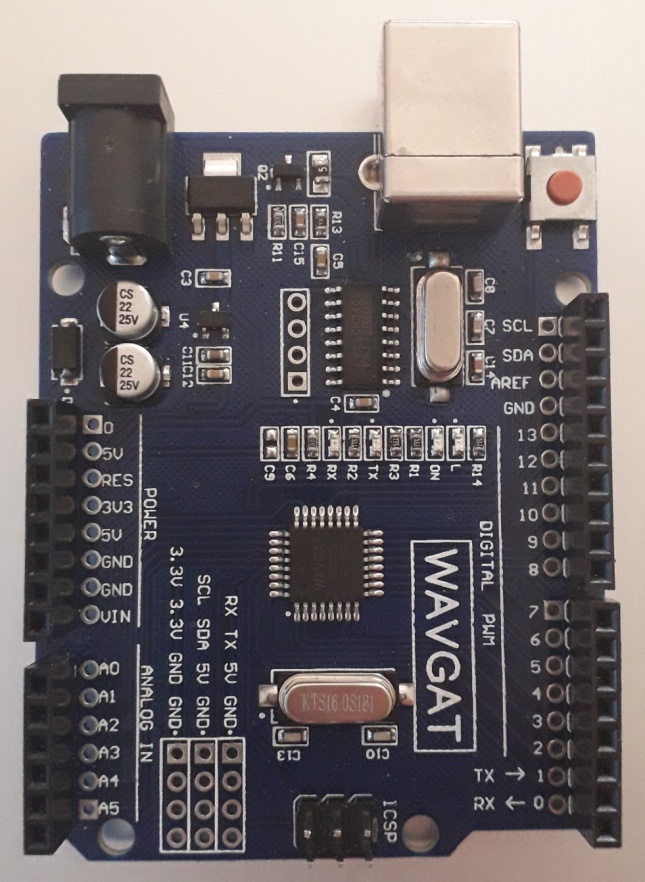 Q2
R13
R11
C15
G5
C3
CS
22
25V
U4
C11C12
CS
22
25V
C8
C4
SCL
SDA
AREF
GND
13
12
11
10
9
8
7
6
5
4
3
2
TX → 1
RX ← 0
D
5V
RES
3V3
5V
GND
GND
VIN
POWER
A0
A1
A2
A3
A4
A5
ANALOG IN
C9
C6
R4
RX
R2
TX
R3
R1
ON
L
R14
DIGITAL PWM
WAVGAT
3.3V 3.3V GND GND
SCL SDA 5V GND
RX TX 5V GND
KTS16.0S181
C13
C10
ICSP